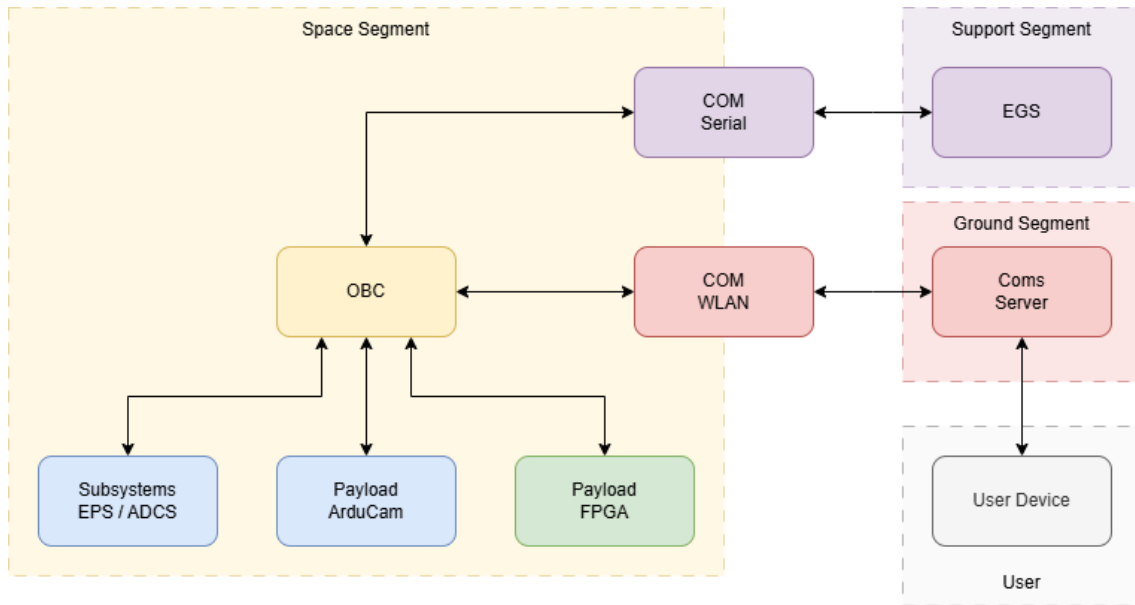 Space Segment
Support Segment
COM
Serial
EGS
Ground Segment
OBC
COM
WLAN
Coms
Server
Subsystems
EPS / ADCS
Payload
ArduCam
Payload
FPGA
User Device
User